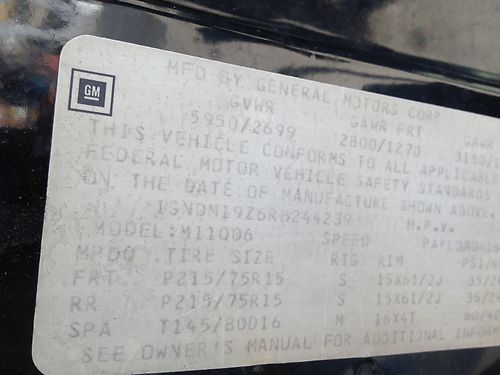 GM
MFD BY GENERAL MOTORS CORP
GVWR GAWR FRT GAWR
5950/2699 2800/1270
THIS VEHICLE CONFORMS TO ALL APPLICABLE
FEDERAL MOTOR VEHICLE SAFETY STANDARDS
ON THE DATE OF MANUFACTURE SHOWN ABOVE.
1GNDM19Z6RB244239 M.P.V.
MODEL:M11006 SPEED
MPDO TIRE SIZE RTG RIM
FRT P215/75R15 S 15X61/2J
RR P215/75R15 S 15X61/2J
SPA T145/80D16 M 16X4T
SEE OWNER'S MANUAL FOR ADDITIONAL